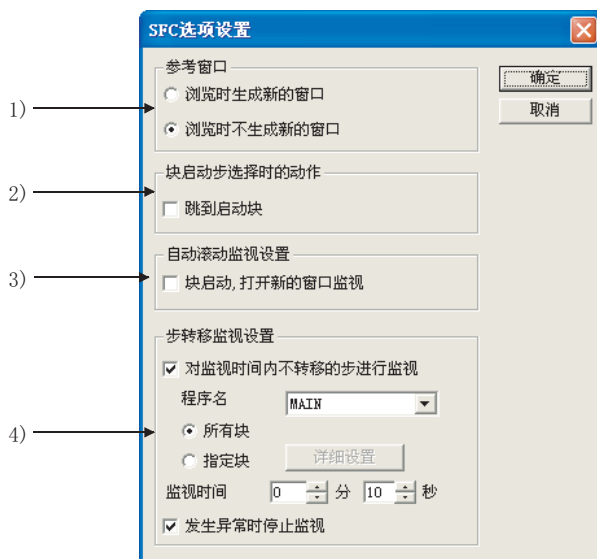 SFC选项设置
参考窗口
1)
浏览时生成新的窗口
浏览时不生成新的窗口
确定
取消
块启动步选择时的动作
2)
跳到启动块
自动滚动监视设置
3)
块启动,打开新的窗口监视
步转移监视设置
对监视时间内不转移的步进行监视
程序名 MAIN
4)
所有块
指定块 详细设置
监视时间 0 分 10 秒
发生异常时停止监视